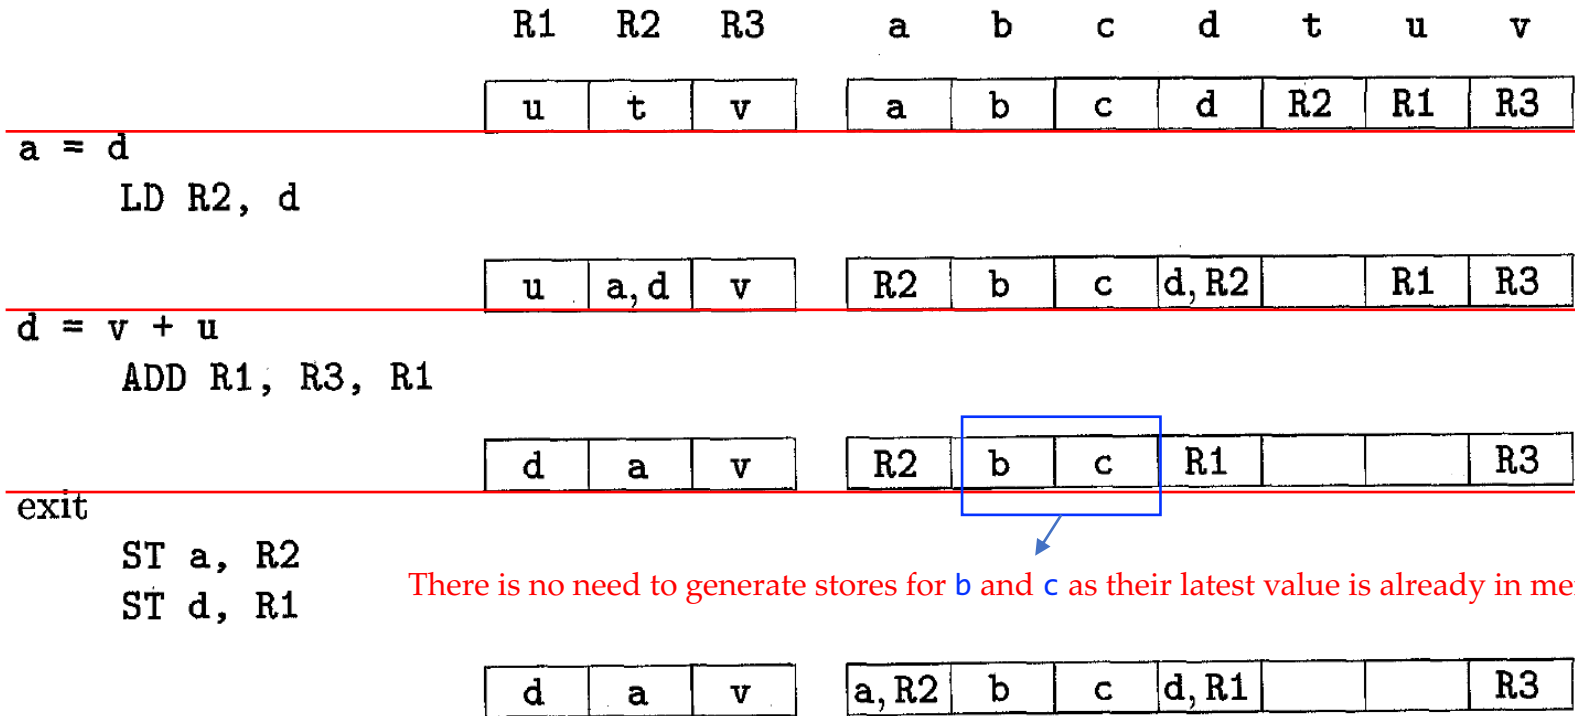 R1 R2 R3 a b c d t u v
u t v a b c d R2 R1 R3
a = d
LD R2, d
u a,d v R2 b c d,R2 R1 R3
d = v + u
ADD R1, R3, R1
d a v R2 b c R1 R3
exit
ST a, R2
There is no need to generate stores for b and c as their latest value is already in me
ST d, R1
d a v a,R2 b c d,R1 R3